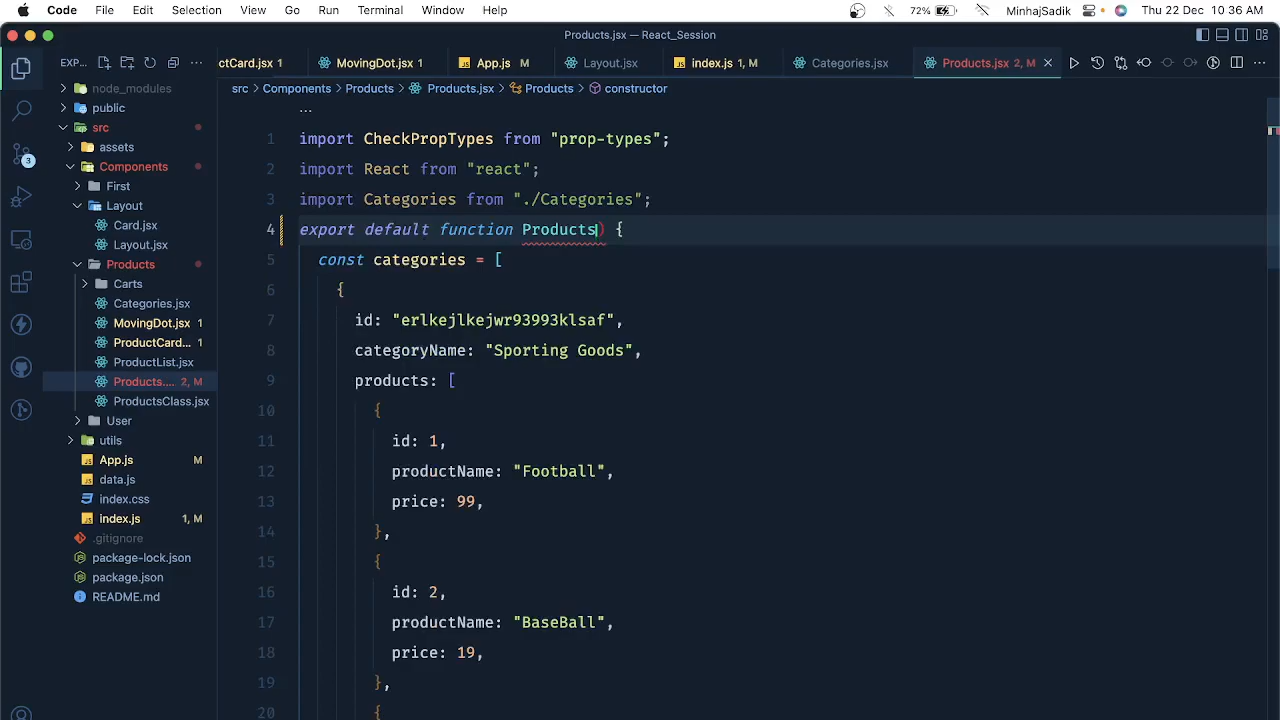 Code File Edit Selection View Go Run Terminal Window Help 72% MinhajSadik Thu 22 Dec 10:36 AM
Products.jsx — React_Session
EXP... ···
ctCard.jsx 1 MovingDot.jsx 1 App.js M Layout.jsx index.js 1, M Categories.jsx Products.jsx 2, M ···
src > Components > Products > Products.jsx > Products > constructor
node_modules
public
src
assets
Components
First
Layout
Card.jsx
Layout.jsx
Products
Carts
Categories.jsx
MovingDot.jsx 1
ProductCard... 1
ProductList.jsx
Products.... 2, M
ProductsClass.jsx
User
utils
App.js M
data.js
index.css
index.js 1, M
.gitignore
package-lock.json
package.json
README.md
3
...
1 import CheckPropTypes from "prop-types";
2 import React from "react";
3 import Categories from "./Categories";
4 export default function Products) {
5 const categories = [
6 {
7 id: "erlkejlkejwr93993klsaf",
8 categoryName: "Sporting Goods",
9 products: [
10 {
11 id: 1,
12 productName: "Football",
13 price: 99,
14 },
15 {
16 id: 2,
17 productName: "BaseBall",
18 price: 19,
19 },
20 {